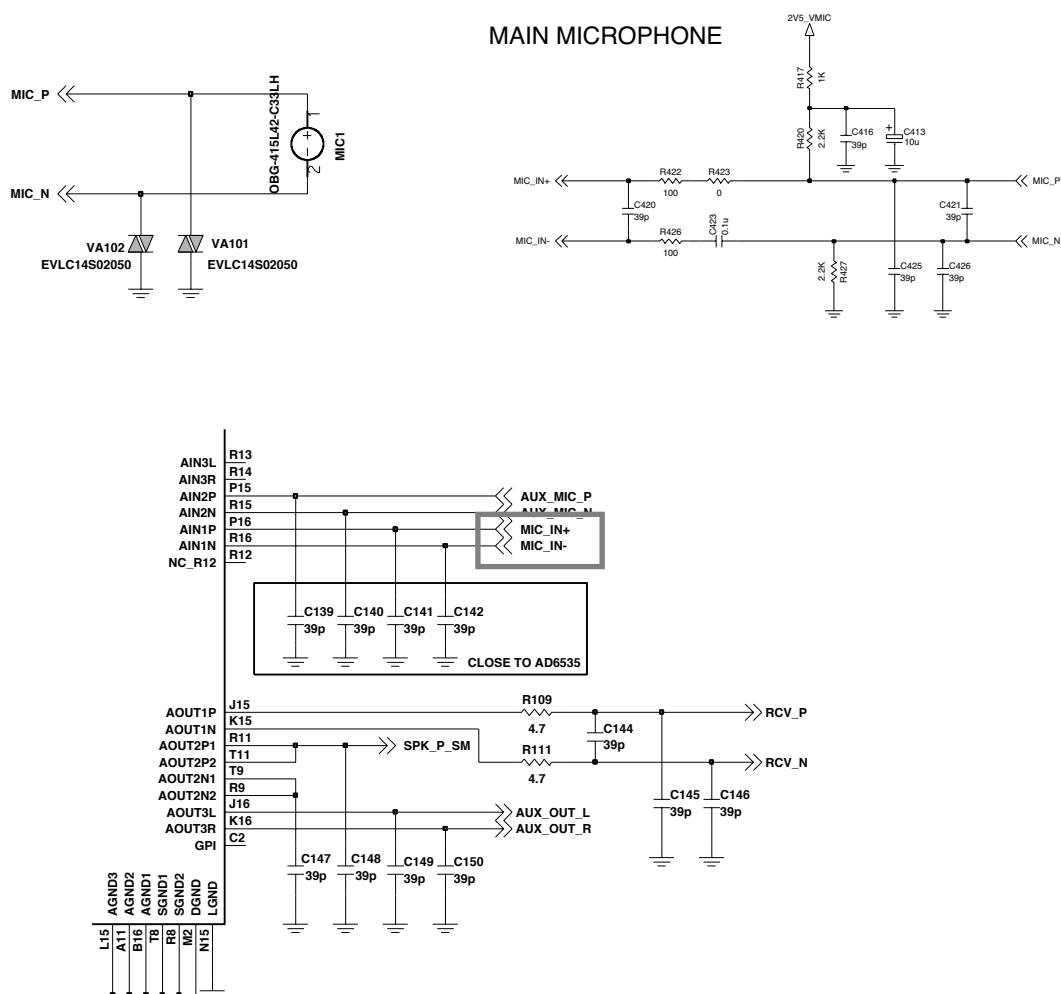 MAIN MICROPHONE
MIC_P
MIC_N
OBG-415L42-C33LH
1
2
MIC1
VA102
EVLC14S02050
VA101
EVLC14S02050
2V5_VMIC
R417
1K
R420
2.2K
C416
39p
C413
10u
MIC_IN+
R422
100
R423
0
MIC_P
C420
39p
C421
39p
MIC_IN-
R426
100
C423
0.1u
MIC_N
2.2K
R427
C425
39p
C426
39p
AIN3L R13
AIN3R R14
AIN2P P15 AUX_MIC_P
AIN2N R15 AUX_MIC_N
AIN1P P16 MIC_IN+
AIN1N R16 MIC_IN-
NC_R12 R12
C139 C140 C141 C142
39p 39p 39p 39p
CLOSE TO AD6535
AOUT1P J15 R109 4.7 RCV_P
AOUT1N K15
C144
39p
AOUT2P1 R11 SPK_P_SM
AOUT2P2 T11 R111 4.7 RCV_N
AOUT2N1 T9
AOUT2N2 R9
C145 C146
39p 39p
AOUT3L J16 AUX_OUT_L
AOUT3R K16 AUX_OUT_R
GPI C2
C147 C148 C149 C150
39p 39p 39p 39p
AGND3 AGND2 AGND1 SGND1 SGND2 DGND LGND
L15 A11 B16 T8 R8 M2 N15